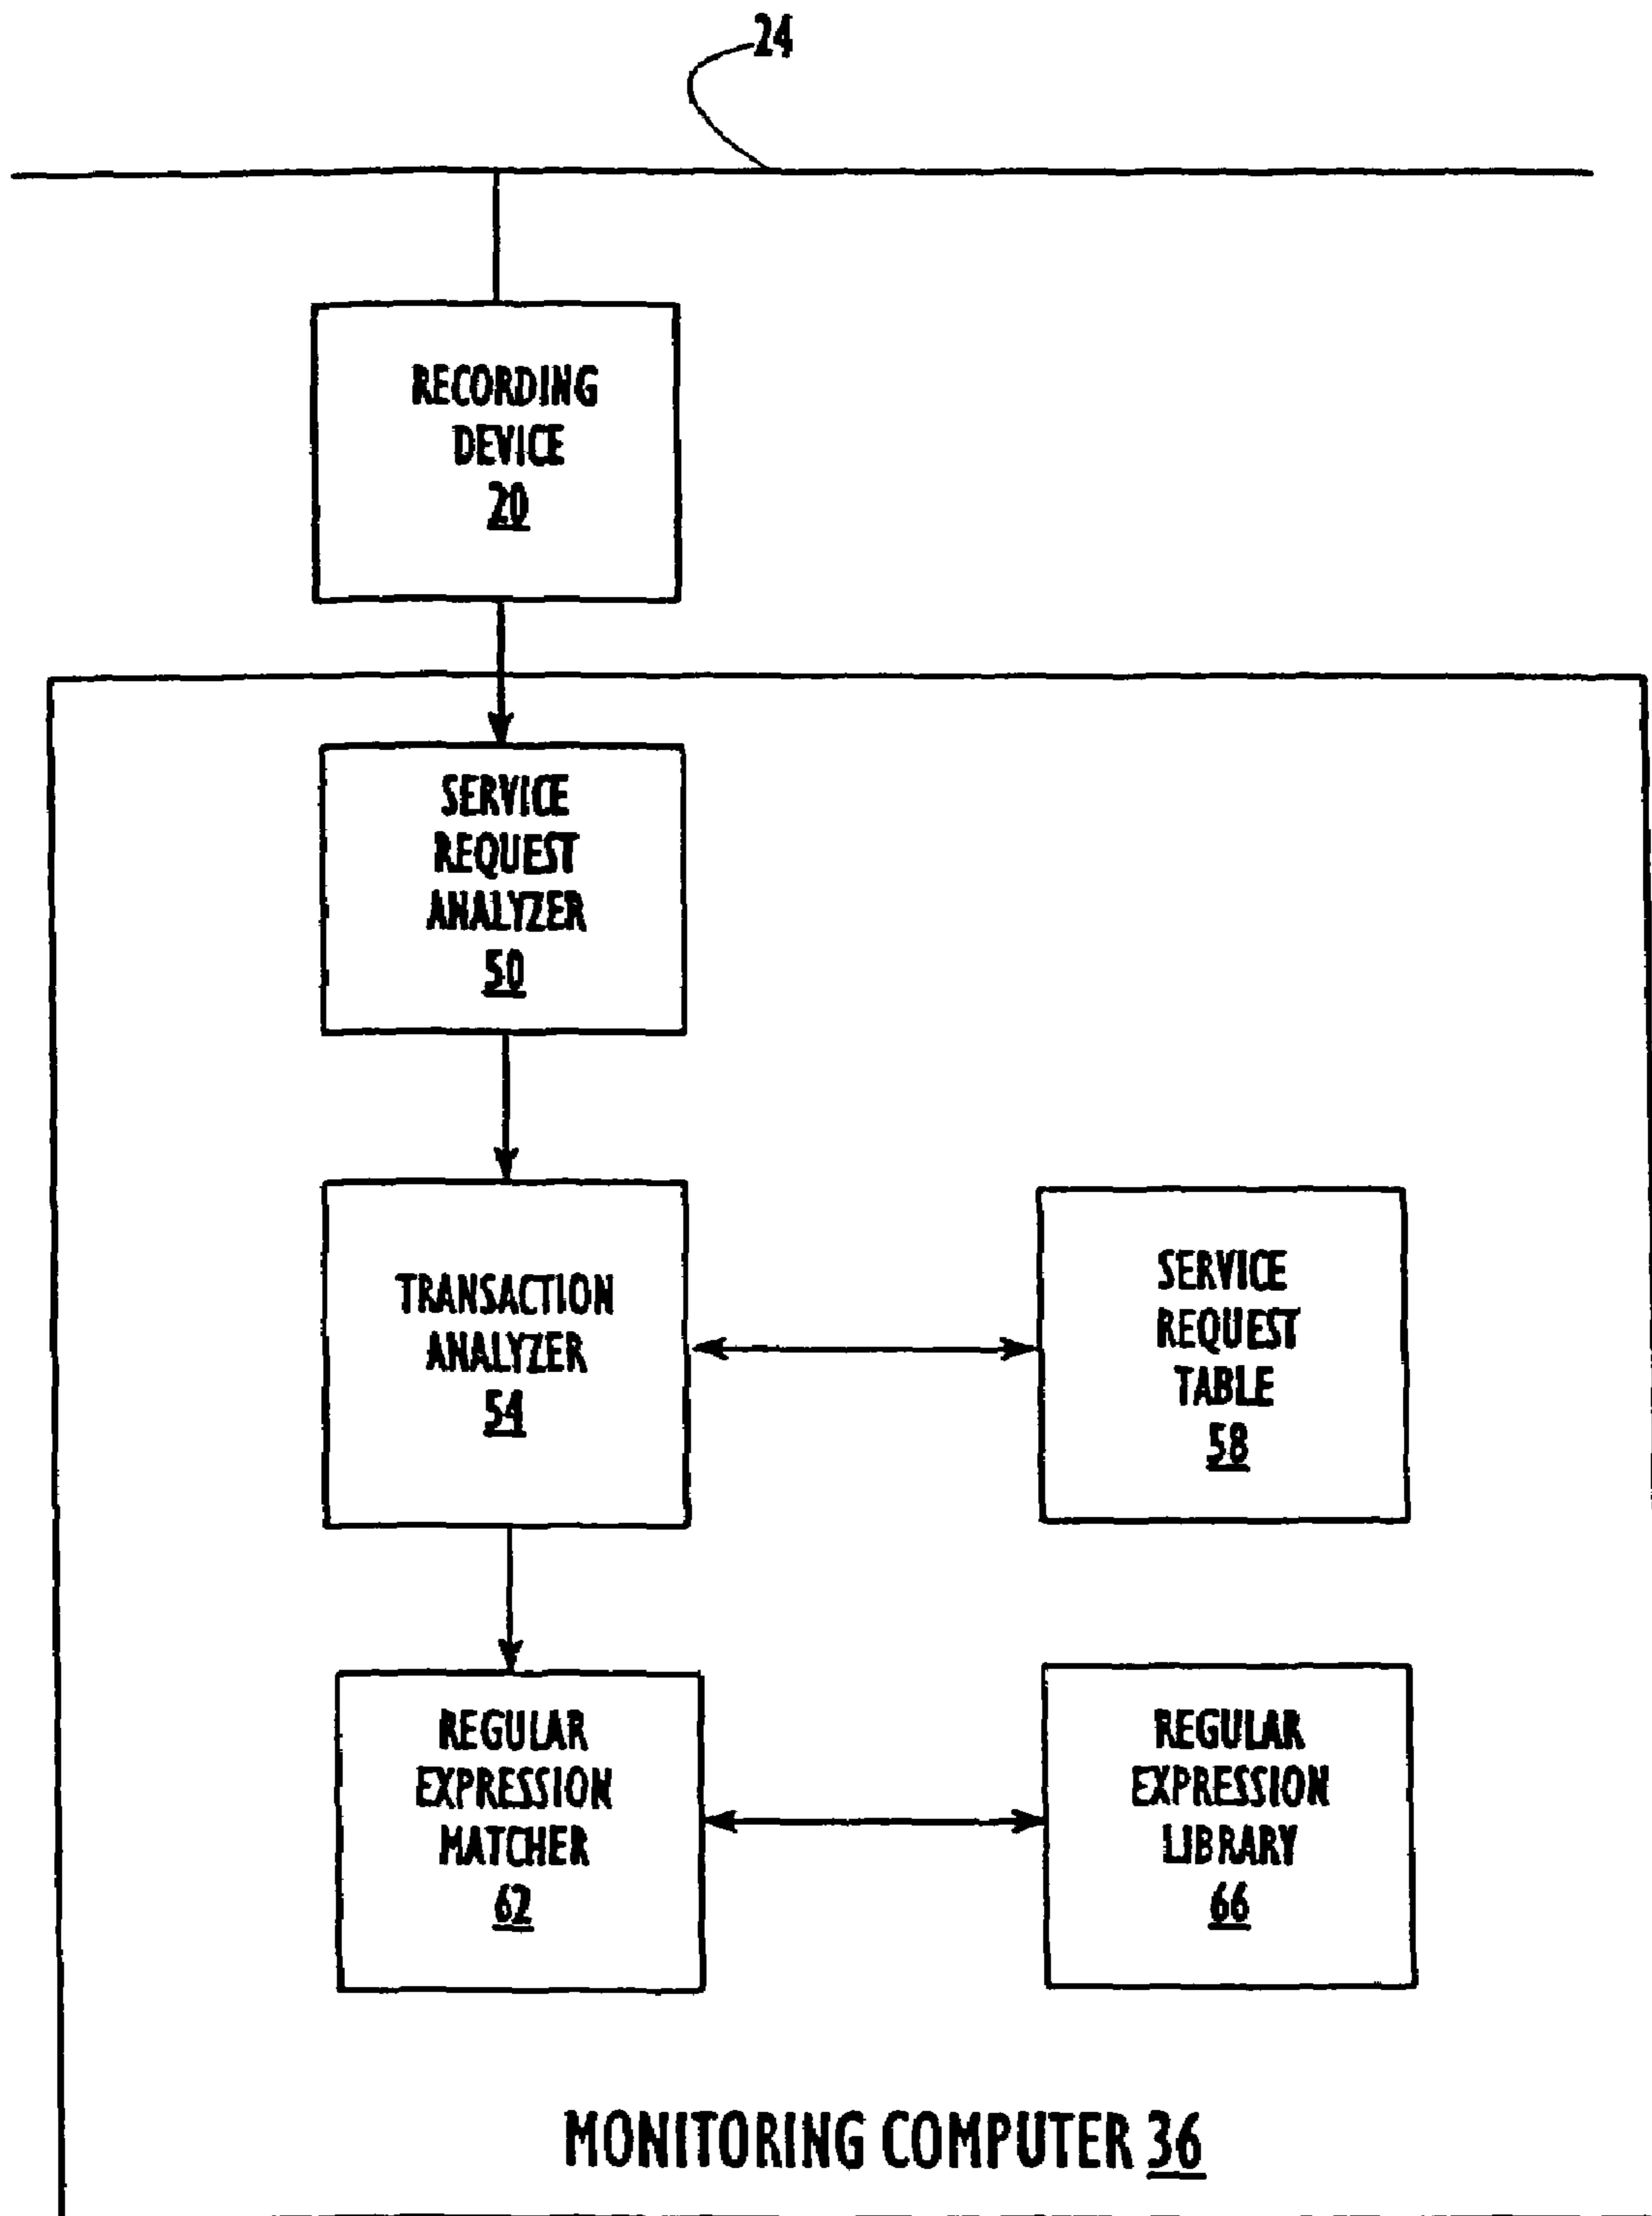 24
RECORDING
DEVICE
20
SERVICE
REQUEST
ANALYZER
50
TRANSACTION
ANALYZER
54
SERVICE
REQUEST
TABLE
58
REGULAR
EXPRESSION
MATCHER
62
REGULAR
EXPRESSION
LIBRARY
66
MONITORING COMPUTER 36